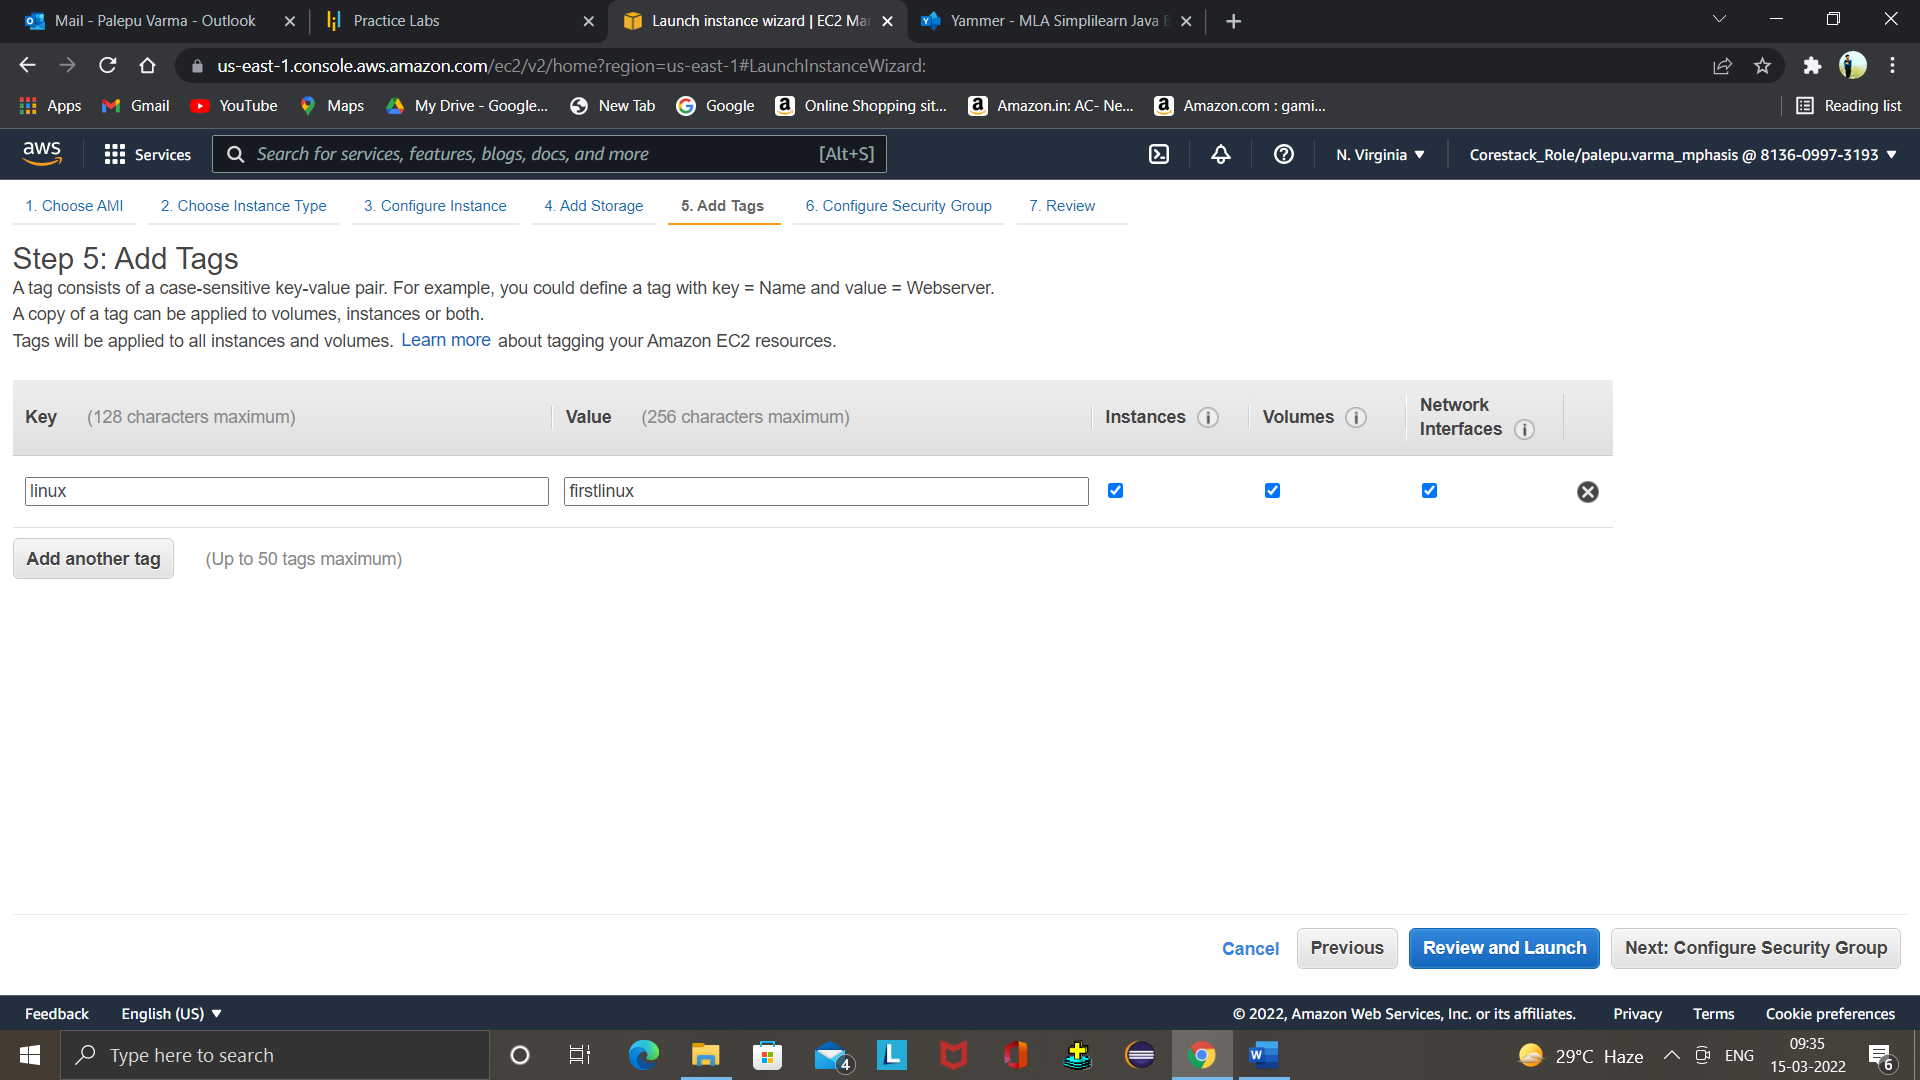 Mail - Palepu Varma - Outlook
Practice Labs
Launch instance wizard | EC2 Ma
Yammer - MLA Simplilearn Java
us-east-1.console.aws.amazon.com/ec2/v2/home?region=us-east-1#LaunchInstanceWizard:
Apps
Gmail
YouTube
Maps
My Drive - Google...
New Tab
Google
Online Shopping sit...
Amazon.in: AC- Ne...
Amazon.com : gami...
Reading list
aws
Services
Search for services, features, blogs, docs, and more
[Alt+S]
N. Virginia
Corestack_Role/palepu.varma_mphasis @ 8136-0997-3193
1. Choose AMI
2. Choose Instance Type
3. Configure Instance
4. Add Storage
5. Add Tags
6. Configure Security Group
7. Review
Step 5: Add Tags
A tag consists of a case-sensitive key-value pair. For example, you could define a tag with key = Name and value = Webserver.
A copy of a tag can be applied to volumes, instances or both.
Tags will be applied to all instances and volumes. Learn more about tagging your Amazon EC2 resources.
Key (128 characters maximum)
Value (256 characters maximum)
Instances
Volumes
Network
Interfaces
linux
firstlinux
Add another tag
(Up to 50 tags maximum)
Cancel
Previous
Review and Launch
Next: Configure Security Group
Feedback
English (US)
© 2022, Amazon Web Services, Inc. or its affiliates.
Privacy
Terms
Cookie preferences
Type here to search
4
L
W
29°C Haze
ENG
09:35
15-03-2022
6